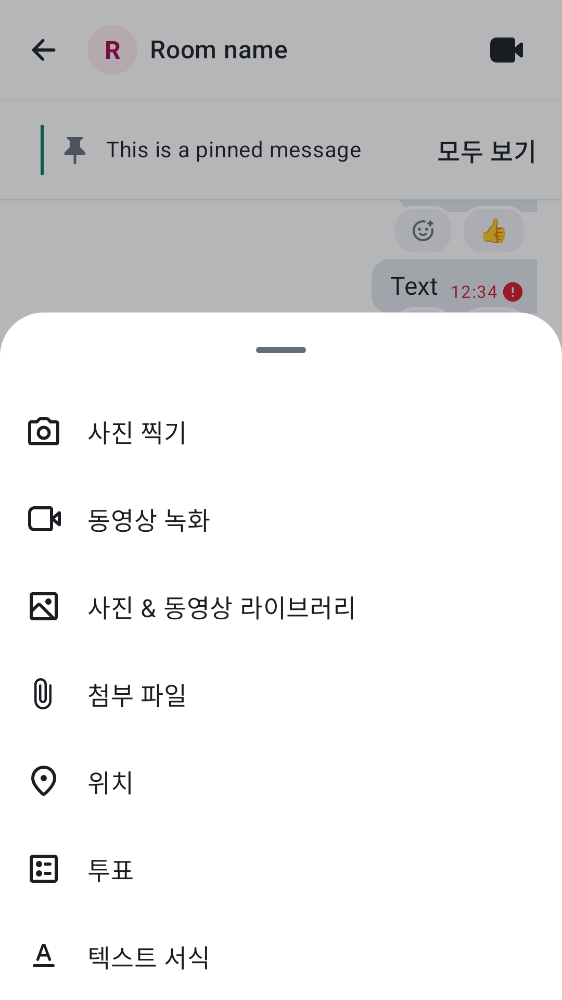 R Room name
This is a pinned message 모두 보기
Text 12:34
사진 찍기
동영상 녹화
사진 & 동영상 라이브러리
첨부 파일
위치
투표
텍스트 서식